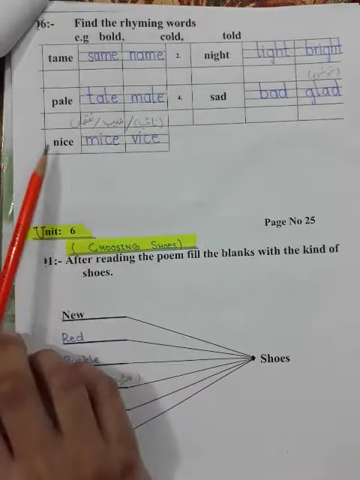 Q6:- Find the rhyming words
e.g bold, cold, told
tame same name 2. night light bright
pale tale male 4. sad bad glad
nice mice vice
Unit: 6 Page No 25
( CHOOSING SHOES)
1:- After reading the poem fill the blanks with the kind of
shoes.
New
Red
Shoes